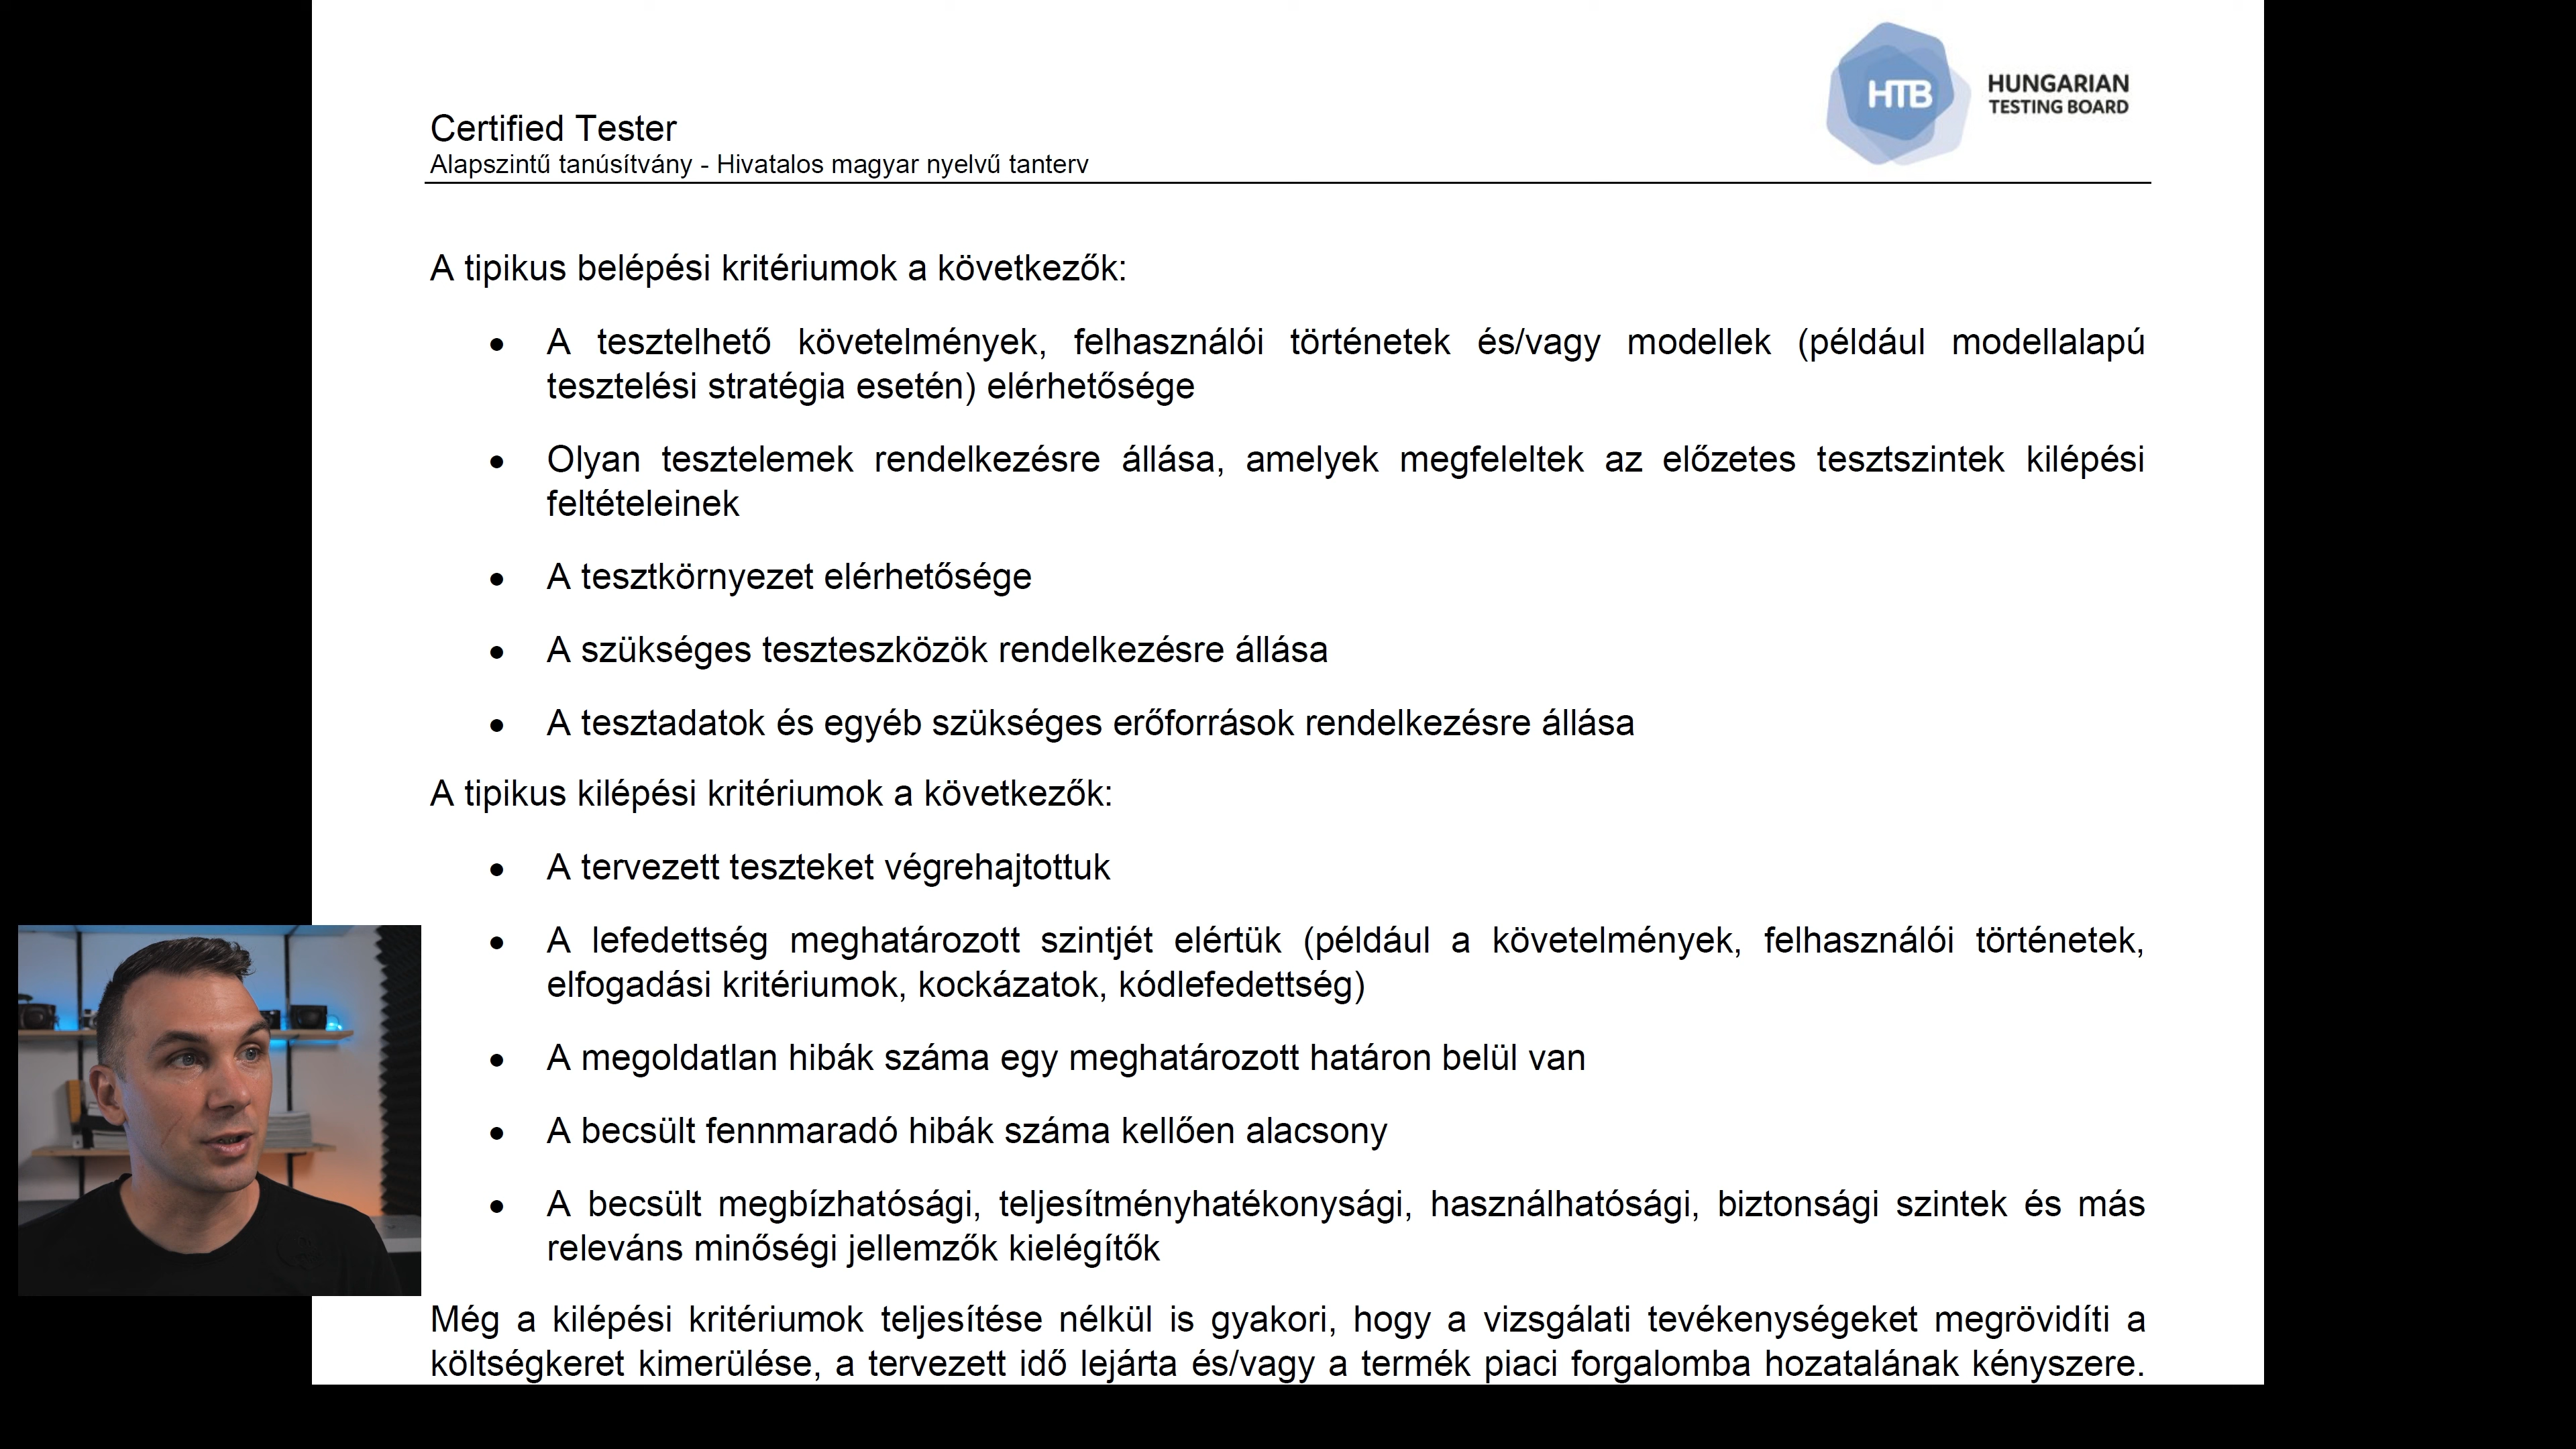 HTB
HUNGARIAN
TESTING BOARD
Certified Tester
Alapszintű tanúsítvány - Hivatalos magyar nyelvű tanterv
A tipikus belépési kritériumok a következők:
• A tesztelhető követelmények, felhasználói történetek és/vagy modellek (például modellalapú
tesztelési stratégia esetén) elérhetősége
• Olyan tesztelemek rendelkezésre állása, amelyek megfeleltek az előzetes tesztszintek kilépési
feltételeinek
• A tesztkörnyezet elérhetősége
• A szükséges teszteszközök rendelkezésre állása
• A tesztadatok és egyéb szükséges erőforrások rendelkezésre állása
A tipikus kilépési kritériumok a következők:
• A tervezett teszteket végrehajtottuk
• A lefedettség meghatározott szintjét elértük (például a követelmények, felhasználói történetek,
elfogadási kritériumok, kockázatok, kódlefedettség)
• A megoldatlan hibák száma egy meghatározott határon belül van
• A becsült fennmaradó hibák száma kellően alacsony
• A becsült megbízhatósági, teljesítményhatékonysági, használhatósági, biztonsági szintek és más
releváns minőségi jellemzők kielégítők
Még a kilépési kritériumok teljesítése nélkül is gyakori, hogy a vizsgálati tevékenységeket megrövidíti a
költségkeret kimerülése, a tervezett idő lejárta és/vagy a termék piaci forgalomba hozatalának kényszere.